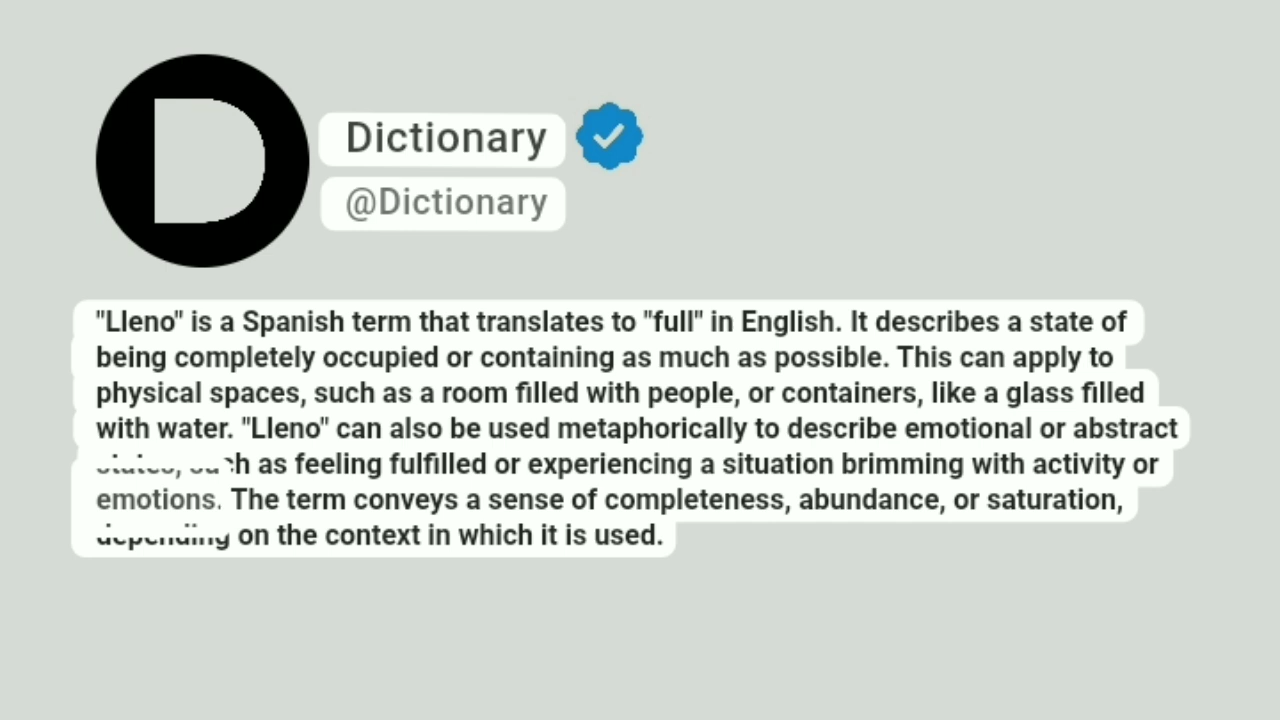 D
Dictionary
@Dictionary
"Lleno" is a Spanish term that translates to "full" in English. It describes a state of
being completely occupied or containing as much as possible. This can apply to
physical spaces, such as a room filled with people, or containers, like a glass filled
with water. "Lleno" can also be used metaphorically to describe emotional or abstract
states, such as feeling fulfilled or experiencing a situation brimming with activity or
emotions. The term conveys a sense of completeness, abundance, or saturation,
depending on the context in which it is used.